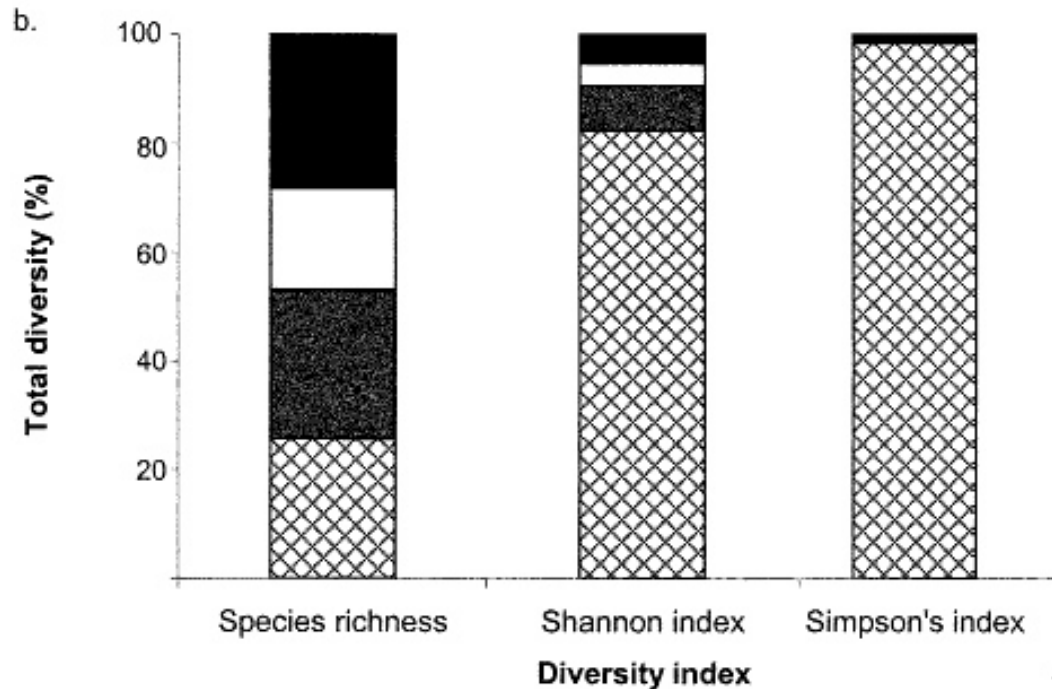 b.
Total diversity (%)
100
80
60
40
20
Species richness
Shannon index
Simpson's index
Diversity index